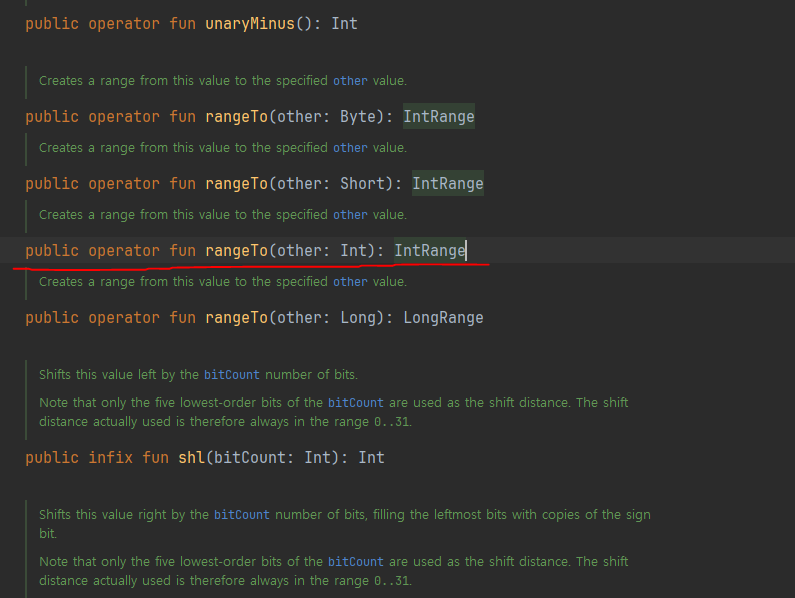 public operator fun unaryMinus(): Int
Creates a range from this value to the specified other value.
public operator fun rangeTo(other: Byte): IntRange
Creates a range from this value to the specified other value.
public operator fun rangeTo(other: Short): IntRange
Creates a range from this value to the specified other value.
public operator fun rangeTo(other: Int): IntRange
Creates a range from this value to the specified other value.
public operator fun rangeTo(other: Long): LongRange
Shifts this value left by the bitCount number of bits.
Note that only the five lowest-order bits of the bitCount are used as the shift distance. The shift
distance actually used is therefore always in the range 0..31.
public infix fun shl(bitCount: Int): Int
Shifts this value right by the bitCount number of bits, filling the leftmost bits with copies of the sign
bit.
Note that only the five lowest-order bits of the bitCount are used as the shift distance. The shift
distance actually used is therefore always in the range 0..31.